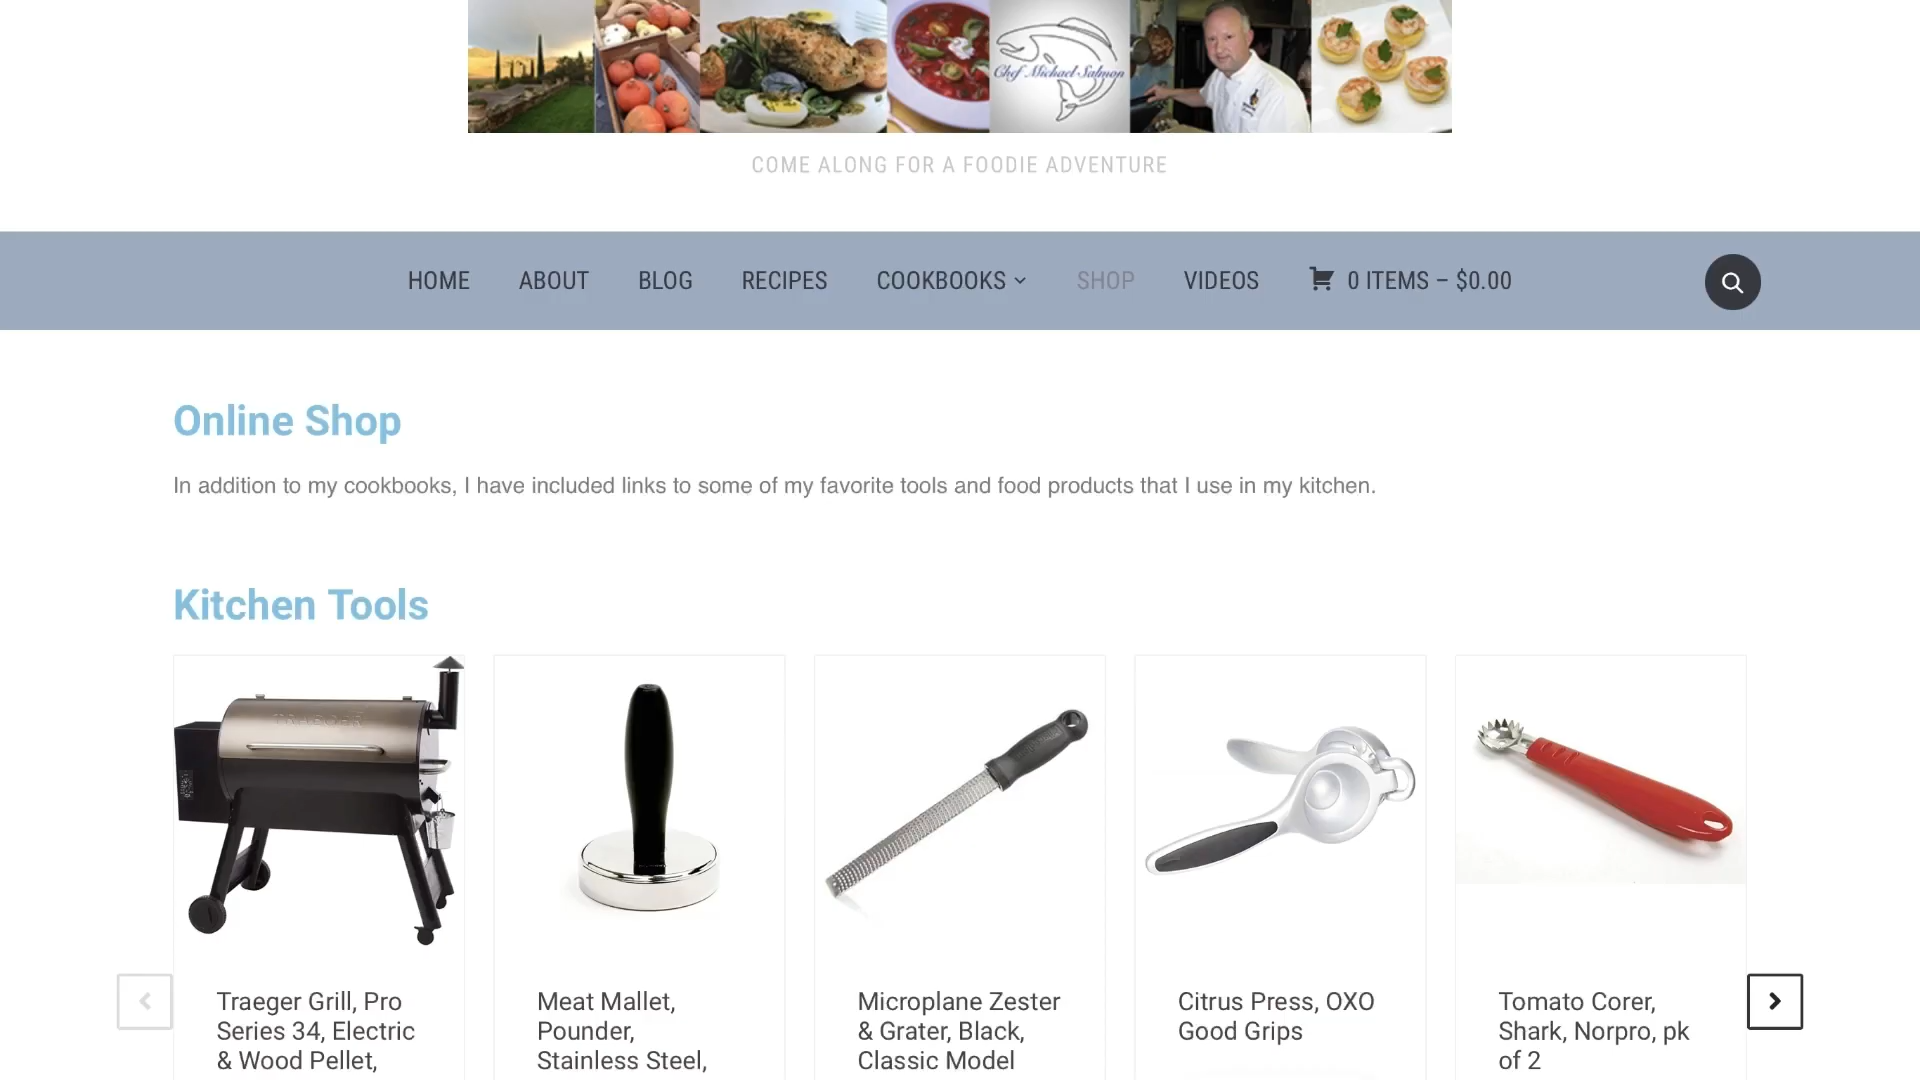 Chef Michael Salmon
COME ALONG FOR A FOODIE ADVENTURE
HOME ABOUT BLOG RECIPES COOKBOOKS SHOP VIDEOS 0 ITEMS – $0.00
Online Shop
In addition to my cookbooks, I have included links to some of my favorite tools and food products that I use in my kitchen.
Kitchen Tools
TRAEGER
Traeger Grill, Pro
Series 34, Electric
& Wood Pellet,
Meat Mallet,
Pounder,
Stainless Steel,
Microplane Zester
& Grater, Black,
Classic Model
Citrus Press, OXO
Good Grips
Tomato Corer,
Shark, Norpro, pk
of 2